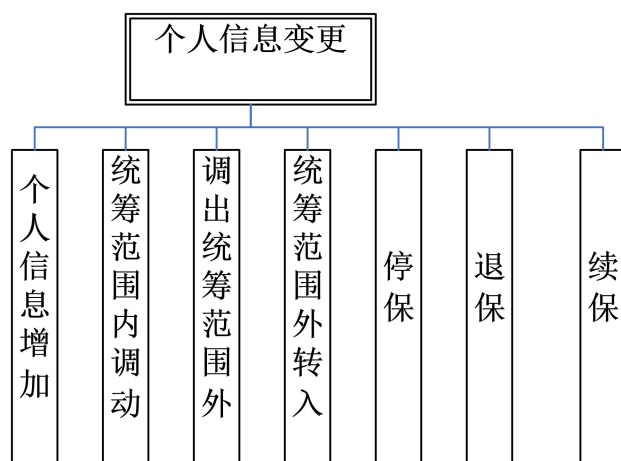 个人信息变更
个人信息增加
统筹范围内调动
调出统筹范围外
统筹范围外转入
停保
退保
续保